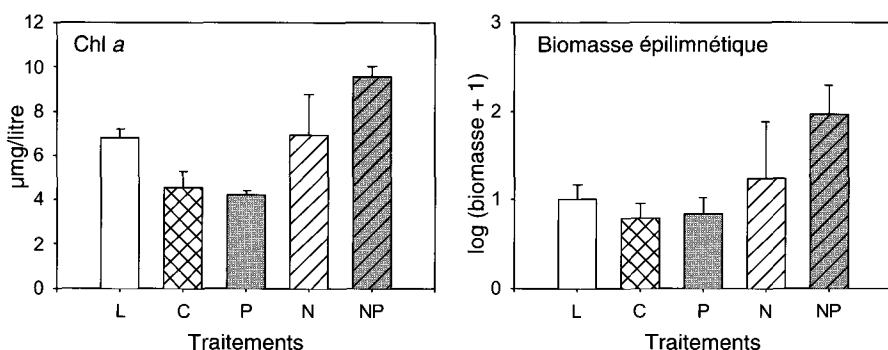 Chl a
µmg/litre
12
10
8
6
4
2
0
L C P N NP
Traitements
Biomasse épilimnétique
log (biomasse + 1)
3
2
1
0
L C P N NP
Traitements